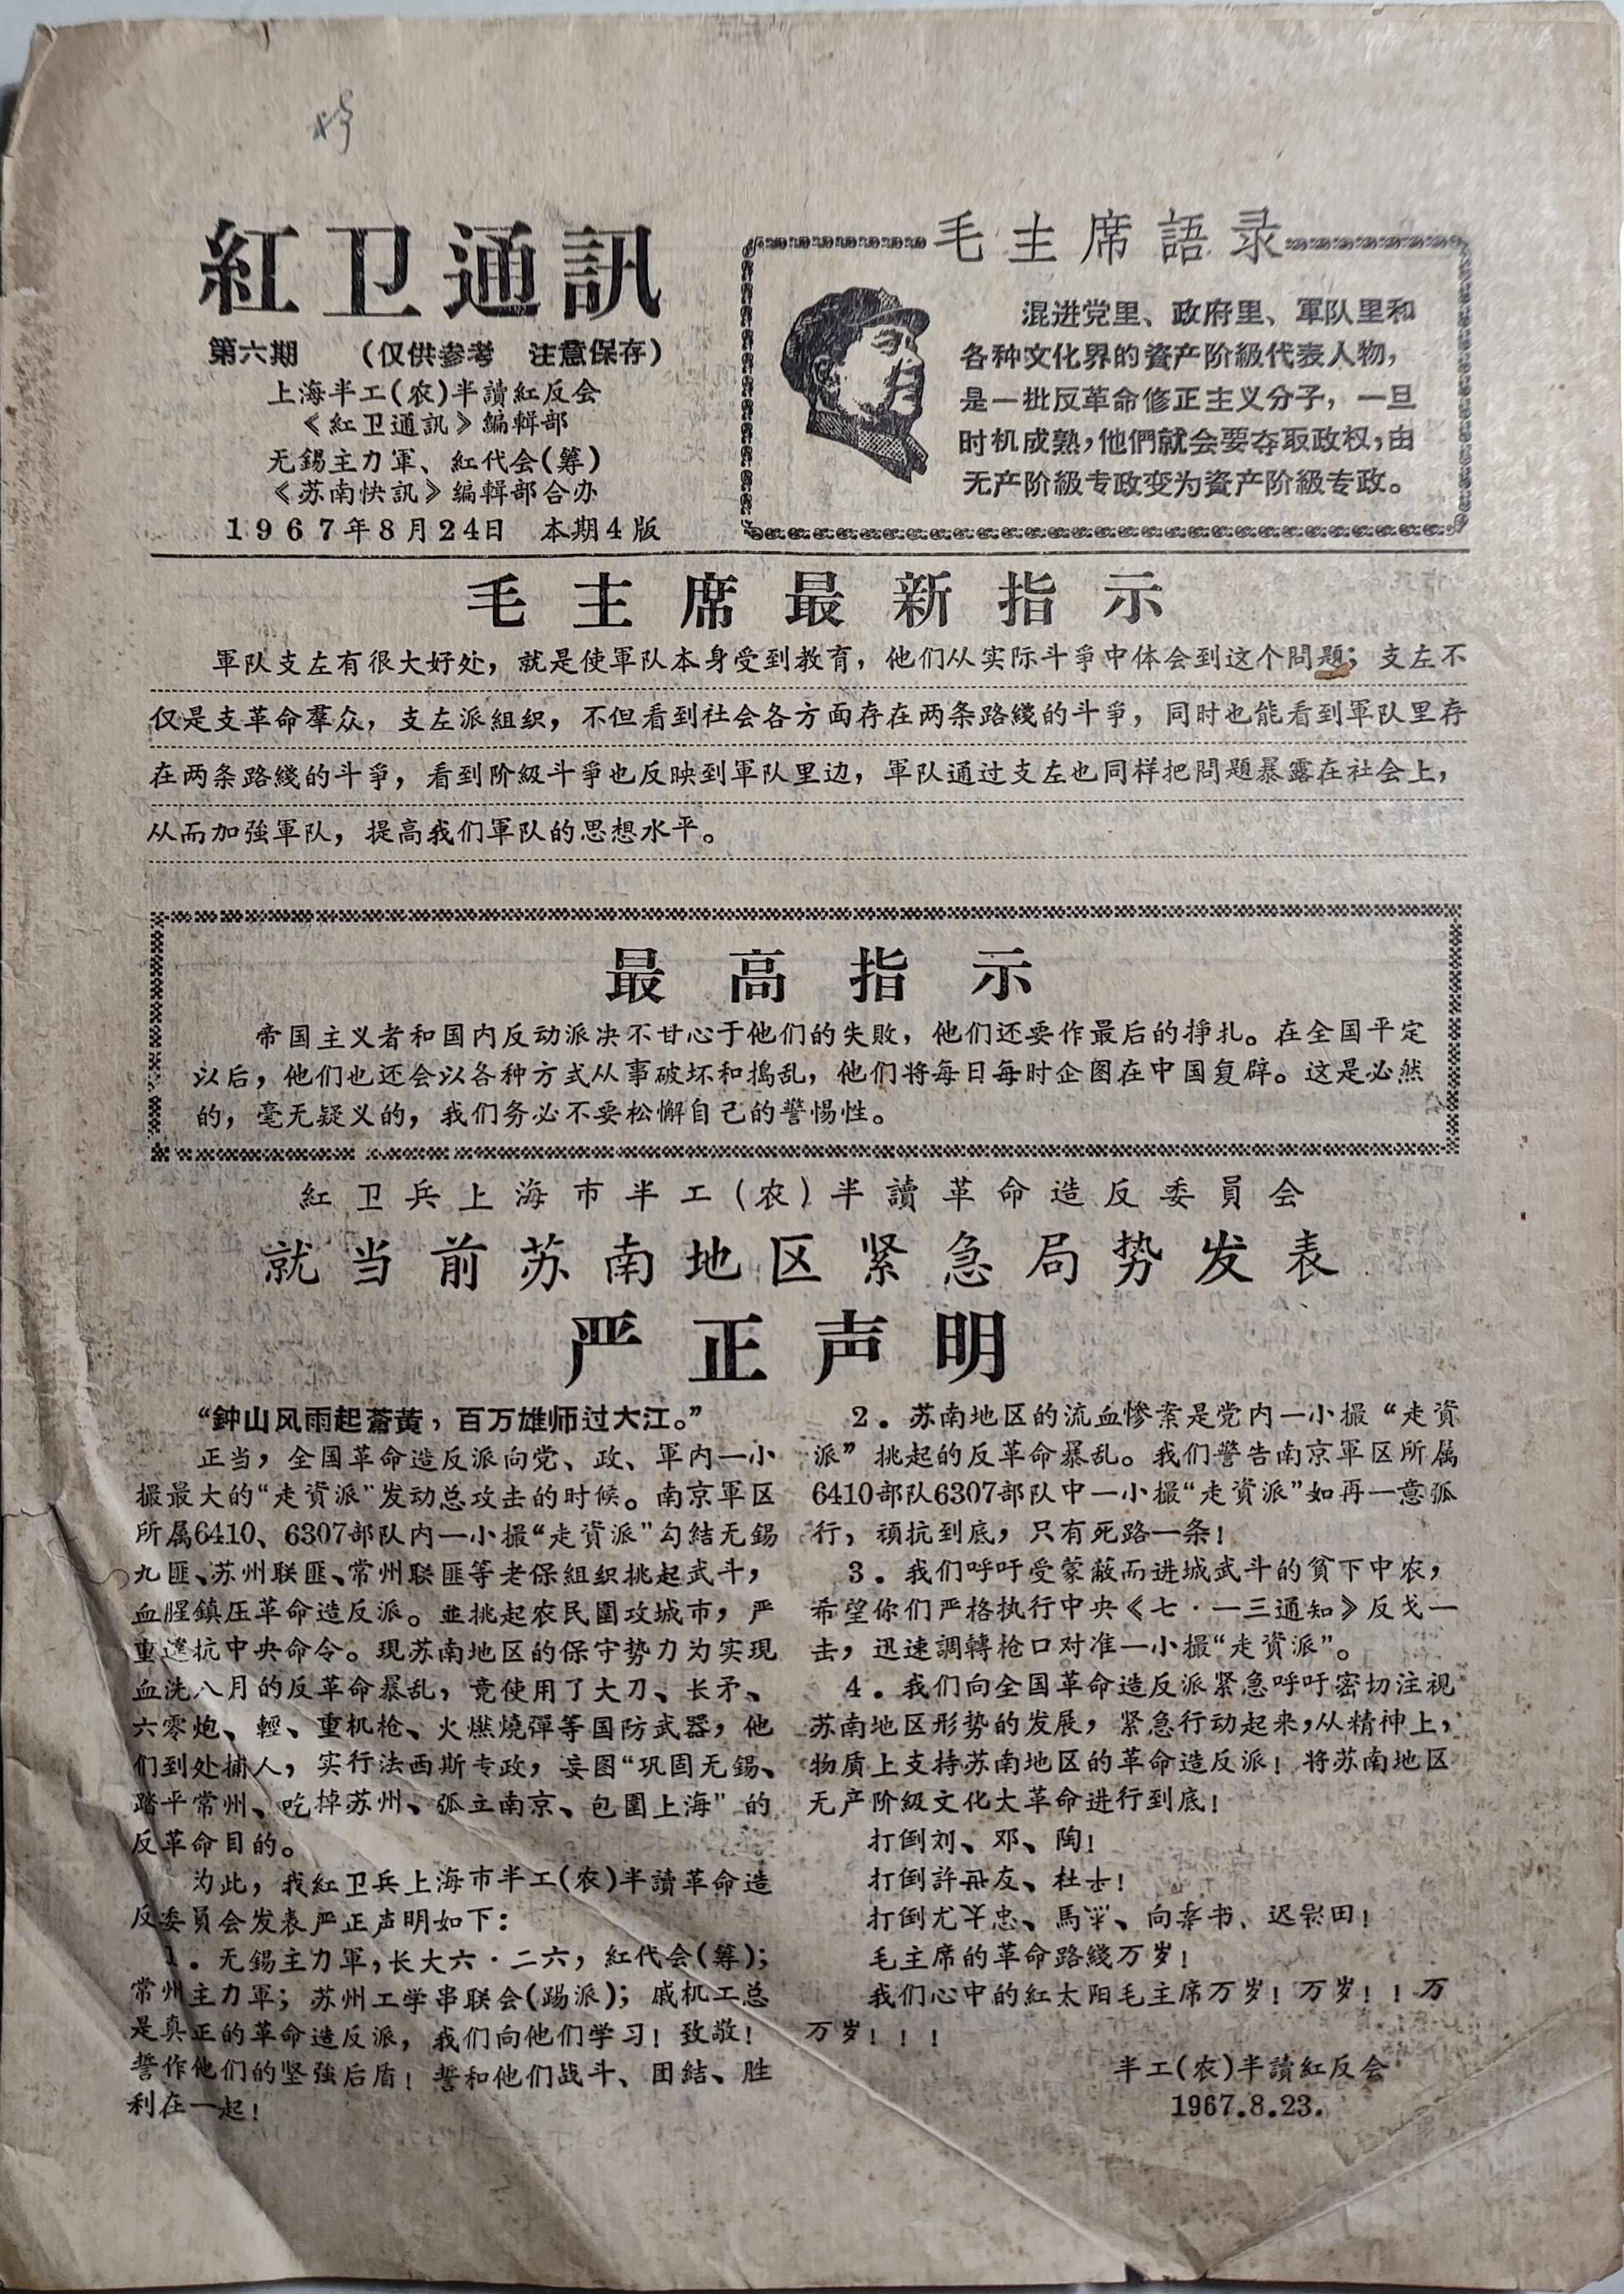 紅卫通訊
第六期 （仅供参考 注意保存）
上海半工(农)半讀紅反会
《紅卫通訊》編輯部
无錫主力軍、紅代会(筹)
《苏南快訊》編輯部合办
1967年8月24日 本期4版
毛主席語录
混进党里、政府里、軍队里和
各种文化界的資产阶級代表人物，
是一批反革命修正主义分子，一旦
时机成熟，他們就会要夺取政权，由
无产阶級专政变为資产阶級专政。
毛主席最新指示
軍队支左有很大好处，就是使軍队本身受到教育，他们从实际斗爭中体会到这个問題；支左不
仅是支革命羣众，支左派組织，不但看到社会各方面存在两条路綫的斗爭，同时也能看到軍队里存
在两条路綫的斗爭，看到阶級斗爭也反映到軍队里边，軍队通过支左也同样把問題暴露在社会上，
从而加強軍队，提高我们軍队的思想水平。
最高指示
帝国主义者和国内反动派决不甘心于他们的失敗，他们还要作最后的掙扎。在全国平定
以后，他们也还会以各种方式从事破坏和搗乱，他们将每日每时企图在中国复辟。这是必然
的，毫无疑义的，我们务必不要松懈自己的警惕性。
紅卫兵上海市半工(农)半讀革命造反委員会
就当前苏南地区紧急局势发表
严正声明
“鈡山风雨起蒼黄，百万雄师过大江。”
正当，全国革命造反派向党、政、軍内一小
撮最大的“走資派”发动总攻击的时候。南京軍区
所属6410、6307部队内一小撮“走資派”勾結无錫
九匪、苏州联匪、常州联匪等老保組织挑起武斗，
血腥鎮压革命造反派。並挑起农民圍攻城市，严
重違抗中央命令。現苏南地区的保守势力为实現
血洗八月的反革命暴乱，竟使用了大刀、长矛、
六零炮、輕、重机枪、火燃燒彈等国防武器，他
们到处捕人，实行法西斯专政，妄图“巩固无錫、
踏平常州、吃掉苏州、孤立南京、包圍上海”的
反革命目的。
为此，我紅卫兵上海市半工(农)半讀革命造
反委員会发表严正声明如下：
1．无錫主力軍，长大六·二六，紅代会(筹)；
常州主力軍；苏州工学串联会(踢派)；戚机工总
是真正的革命造反派，我们向他们学习！致敬！
誓作他们的坚強后盾！誓和他们战斗、团結、胜
利在一起！
2．苏南地区的流血惨案是党内一小撮“走資
派”挑起的反革命暴乱。我们警告南京軍区所属
6410部队6307部队中一小撮“走資派”如再一意孤
行，頑抗到底，只有死路一条！
3．我们呼吁受蒙蔽而进城武斗的贫下中农，
希望你们严格执行中央《七·一三通知》反戈一
击，迅速調轉枪口对准一小撮“走資派”。
4．我们向全国革命造反派紧急呼吁密切注视
苏南地区形势的发展，紧急行动起来，从精神上，
物质上支持苏南地区的革命造反派！将苏南地区
无产阶級文化大革命进行到底！
打倒刘、邓、陶！
打倒許友、杜！
打倒尤忠、馬、向书、迟田！
毛主席的革命路綫万岁！
我们心中的紅太阳毛主席万岁！万岁！！万
万岁！！！
半工(农)半讀紅反会
1967.8.23.